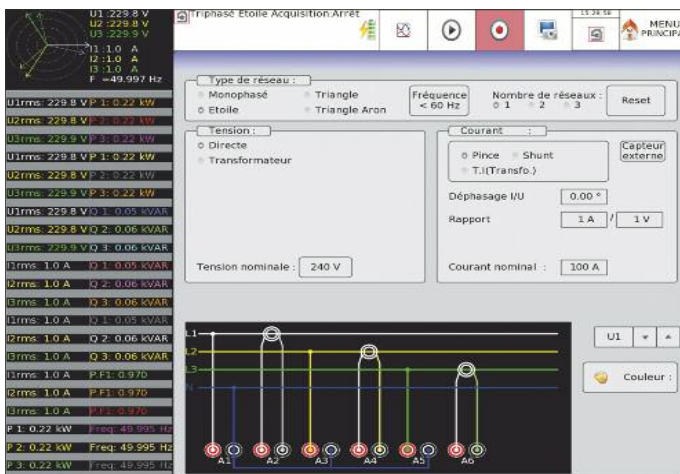 U1 :229.8 V
U2 :229.8 V
U3 :229.9 V
I1 :1.0 A
I2 :1.0 A
I3 :1.0 A
F =49.997 Hz
Triphasé Etoile Acquisition:Arrêt
15 28 58
MENU
PRINCIPA
U1rms: 229.8 V P 1: 0.22 kW
U2rms: 229.8 V P 2: 0.22 kW
U3rms: 229.9 V P 3: 0.22 kW
U1rms: 229.8 V P 1: 0.22 kW
U2rms: 229.8 V P 2: 0.22 kW
U3rms: 229.9 V P 3: 0.22 kW
U1rms: 229.8 V Q 1: 0.05 kVAR
U2rms: 229.8 V Q 2: 0.06 kVAR
U3rms: 229.9 V Q 3: 0.06 kVAR
I1rms: 1.0 A Q 1: 0.05 kVAR
I2rms: 1.0 A Q 2: 0.06 kVAR
I3rms: 1.0 A Q 3: 0.06 kVAR
I1rms: 1.0 A Q 1: 0.05 kVAR
I2rms: 1.0 A Q 2: 0.06 kVAR
I3rms: 1.0 A Q 3: 0.06 kVAR
I1rms: 1.0 A P.F1: 0.970
I2rms: 1.0 A P.F1: 0.970
I3rms: 1.0 A P.F1: 0.970
P 1: 0.22 kW Freq: 49.995 Hz
P 2: 0.22 kW Freq: 49.995 Hz
P 3: 0.22 kW Freq: 49.995 Hz
Type de réseau :
Monophasé Triangle
Etoile Triangle Aron
Fréquence
< 60 Hz
Nombre de réseaux :
1 2 3
Reset
Tension :
Directe
Transformateur
Tension nominale : 240 V
Courant :
Pince Shunt
T.I(Transfo.)
Capteur
externe
Déphasage I/U 0.00 °
Rapport 1 A / 1 V
Courant nominal : 100 A
L1
L2
L3
N
A1 A2 A3 A4 A5 A6
U1
Couleur :